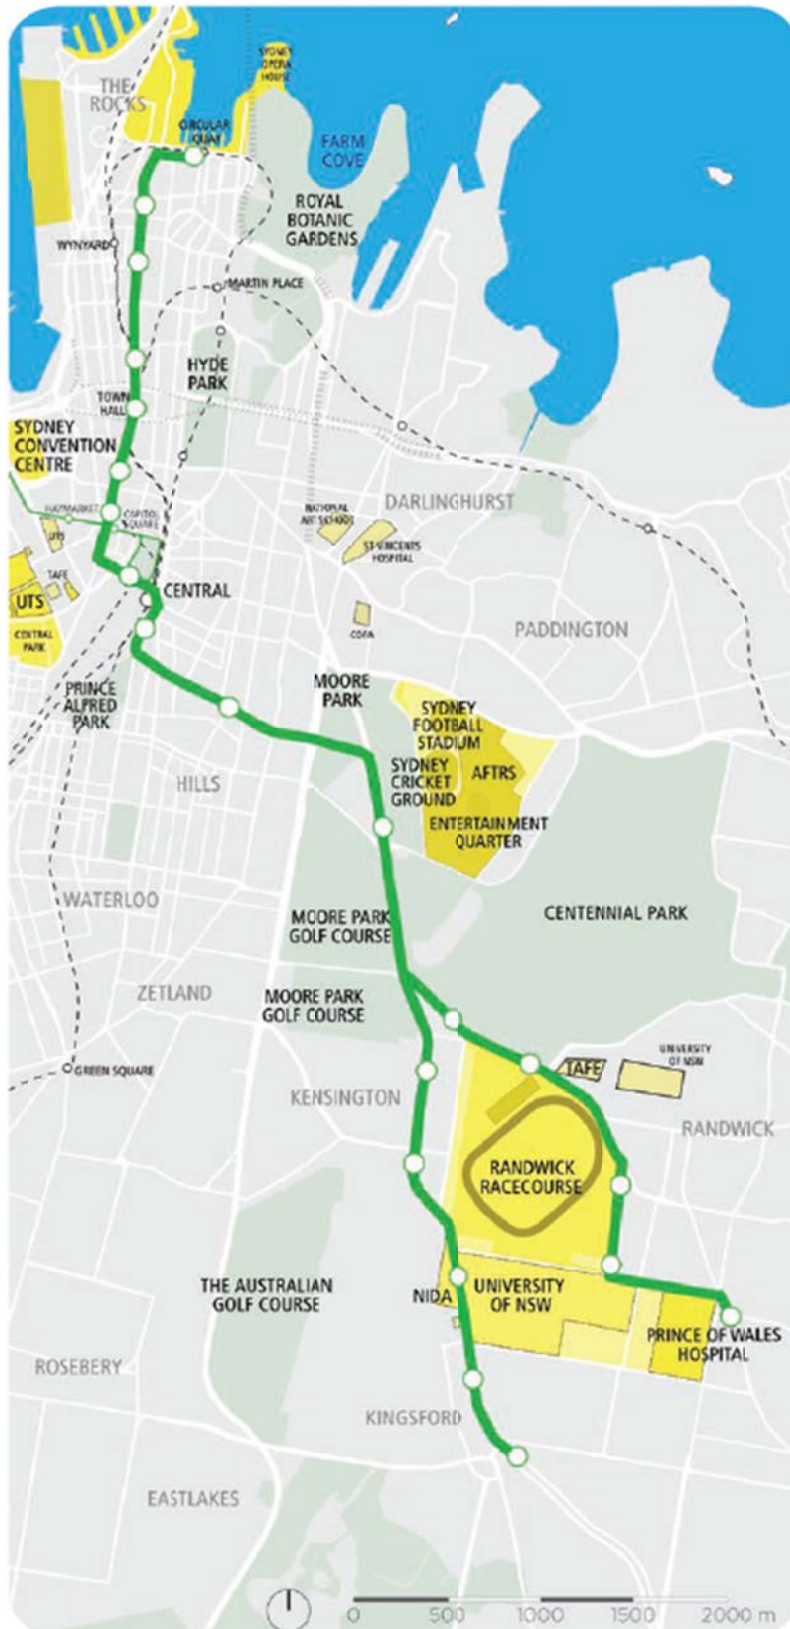 SYDNEY
OPERA
HOUSE
THE
ROCKS
CIRCULAR
QUAY
FARM
COVE
ROYAL
BOTANIC
GARDENS
WYNYARD
MARTIN PLACE
HYDE
PARK
TOWN
HALL
SYDNEY
CONVENTION
CENTRE
DARLINGHURST
HAYMARKET
CAPITOL
SQUARE
NATIONAL
ART SCHOOL
UTS
ST VINCENTS
HOSPITAL
TAFE
CENTRAL
UTS
COFA
PADDINGTON
CENTRAL
PARK
MOORE
PARK
PRINCE
ALFRED
PARK
SYDNEY
FOOTBALL
STADIUM
SYDNEY
CRICKET
GROUND
AFTRS
HILLS
ENTERTAINMENT
QUARTER
WATERLOO
MOORE PARK
GOLF COURSE
CENTENNIAL PARK
ZETLAND
MOORE PARK
GOLF COURSE
GREEN SQUARE
TAFE
UNIVERSITY
OF NSW
KENSINGTON
RANDWICK
RANDWICK
RACECOURSE
THE AUSTRALIAN
GOLF COURSE
NIDA
UNIVERSITY
OF NSW
PRINCE OF WALES
HOSPITAL
ROSEBERY
KINGSFORD
EASTLAKES
0 500 1000 1500 2000 m